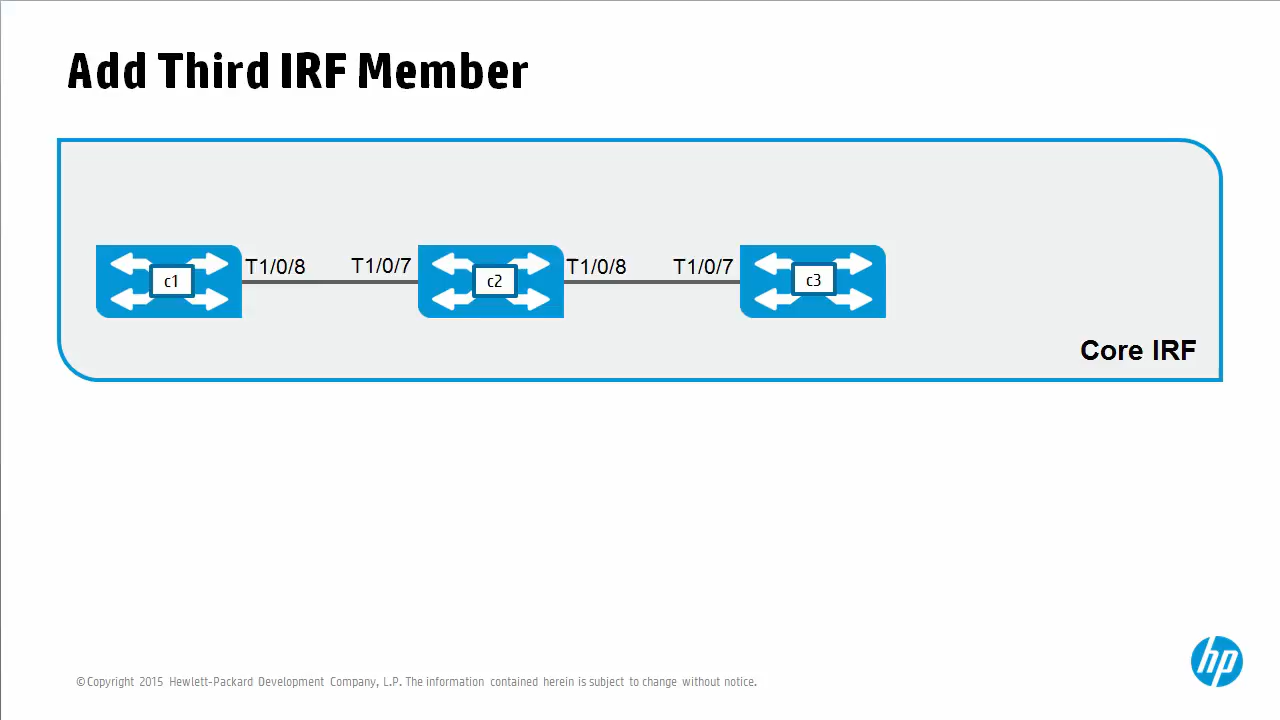 Add Third IRF Member
c1 T1/0/8 T1/0/7 c2 T1/0/8 T1/0/7 c3
Core IRF
hp
©Copyright 2015 Hewlett-Packard Development Company, L.P. The information contained herein is subject to change without notice.